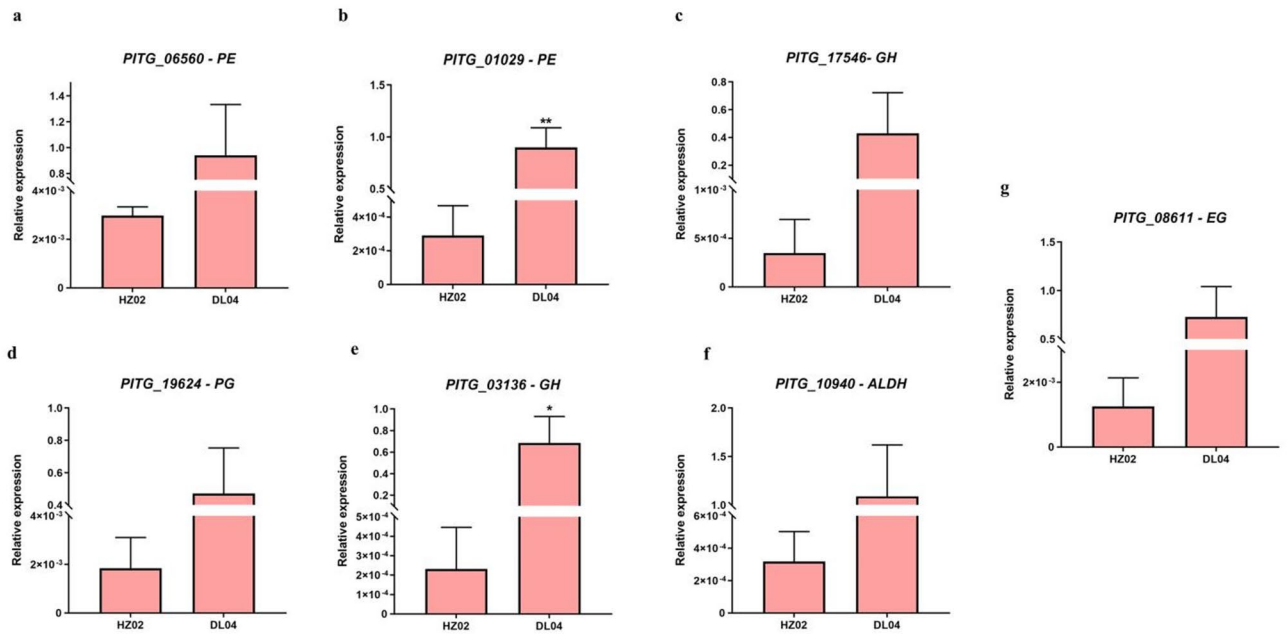 a
PITG_06560 - PE
Relative expression
1.4
1.2
1.0
0.8
4×10⁻³
2×10⁻³
0
HZ02 DL04
b
PITG_01029 - PE
Relative expression
1.5
1.0
0.5
4×10⁻⁴
2×10⁻⁴
0
**
HZ02 DL04
c
PITG_17546- GH
Relative expression
0.8
0.6
0.4
0.2
1×10⁻³
5×10⁻⁴
0
HZ02 DL04
d
PITG_19624 - PG
Relative expression
1.0
0.8
0.6
0.4
4×10⁻³
2×10⁻³
0
HZ02 DL04
e
PITG_03136 - GH
Relative expression
1.0
0.8
0.6
0.4
0.2
5×10⁻⁴
4×10⁻⁴
3×10⁻⁴
2×10⁻⁴
1×10⁻⁴
0
*
HZ02 DL04
f
PITG_10940 - ALDH
Relative expression
2.0
1.5
1.0
6×10⁻⁴
4×10⁻⁴
2×10⁻⁴
0
HZ02 DL04
g
PITG_08611 - EG
Relative expression
1.5
1.0
0.5
2×10⁻³
0
HZ02 DL04